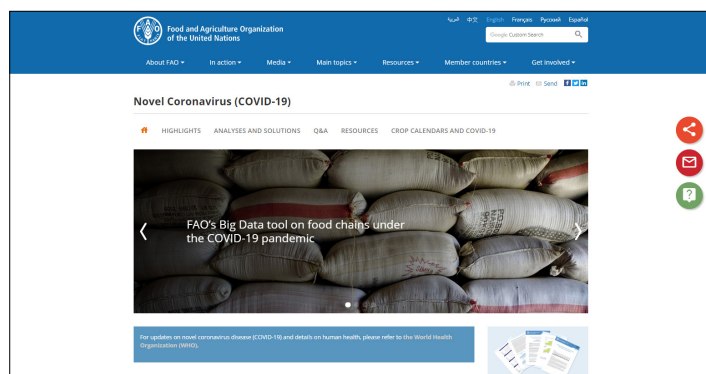 العربية 中文 English Français Русский Español
Food and Agriculture Organization
of the United Nations
Google Custom Search
About FAO In action Media Main topics Resources Member countries Get involved
Print Send
Novel Coronavirus (COVID-19)
HIGHLIGHTS ANALYSES AND SOLUTIONS Q&A RESOURCES CROP CALENDARS AND COVID-19
FAO's Big Data tool on food chains under
the COVID-19 pandemic
For updates on novel coronavirus disease (COVID-19) and details on human health, please refer to the World Health
Organization (WHO).